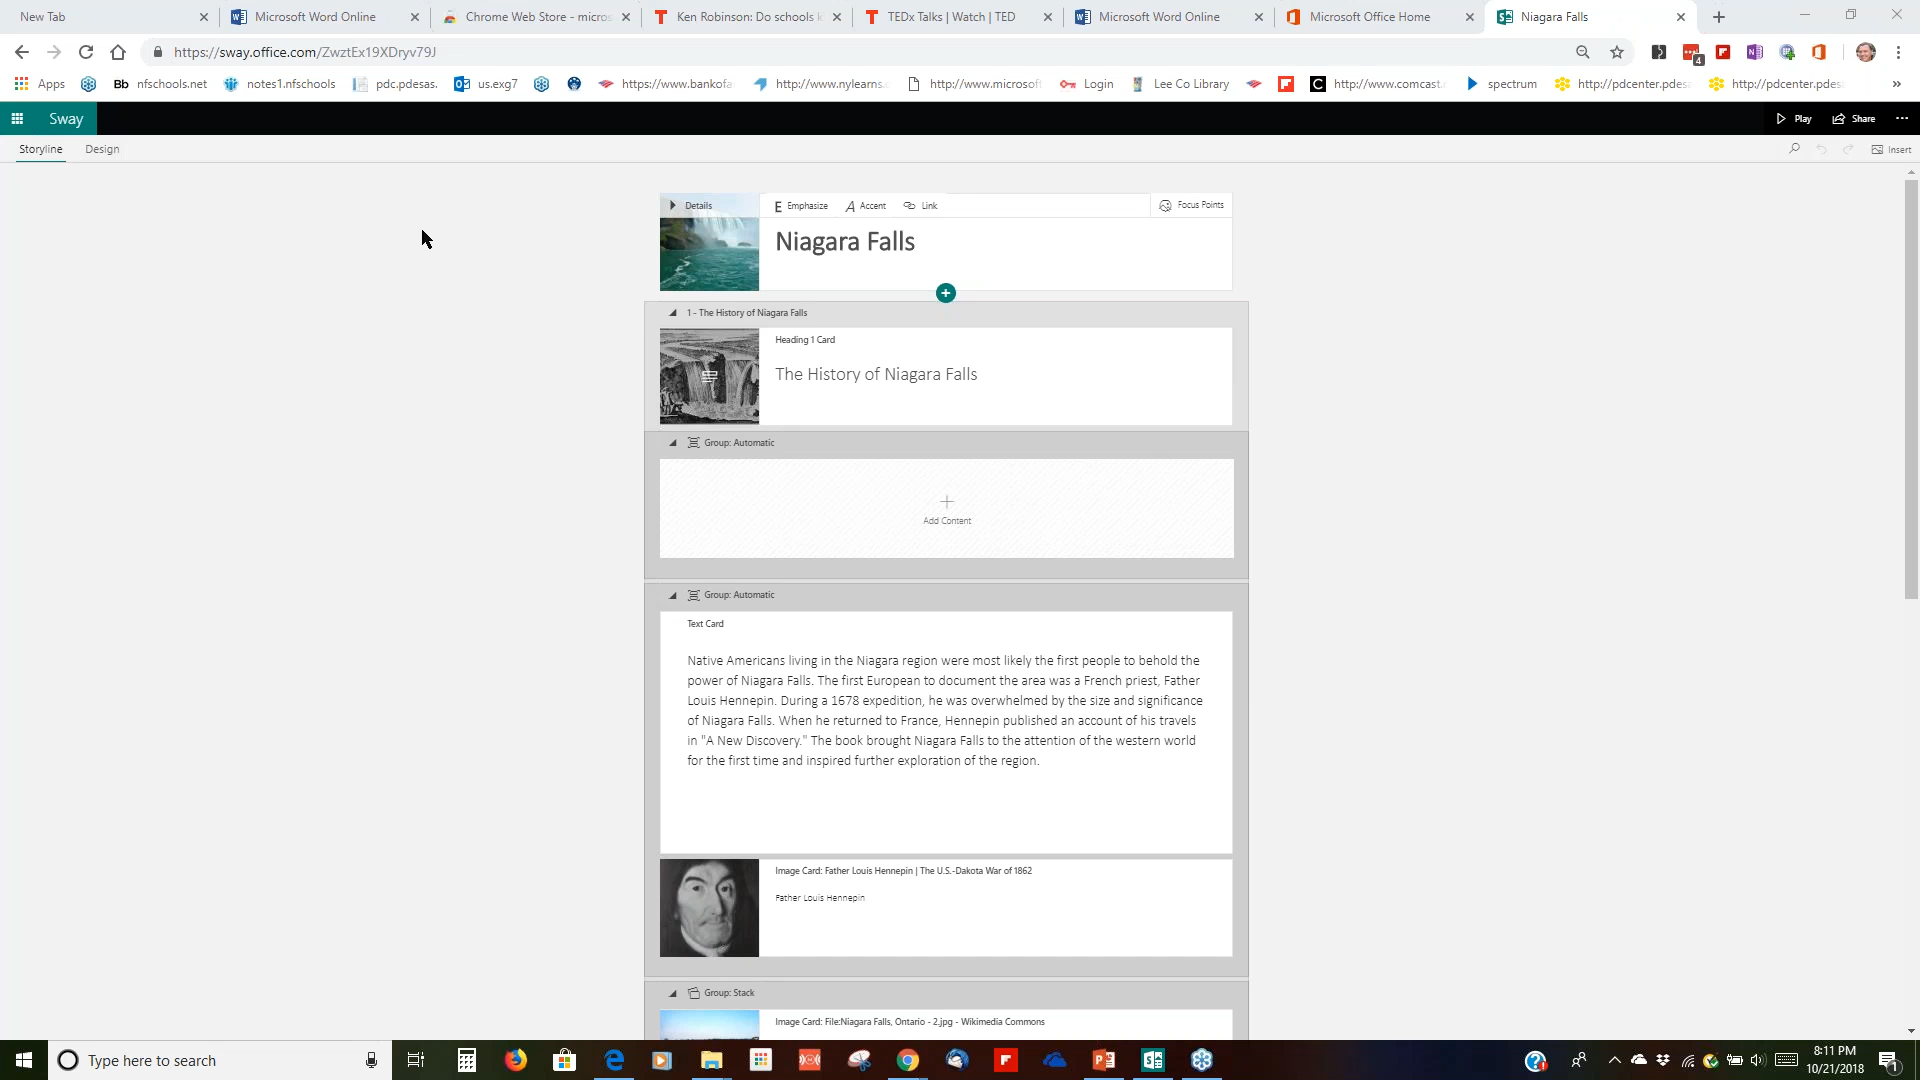 New Tab
Microsoft Word Online
Chrome Web Store - micros
Ken Robinson: Do schools k
TEDx Talks | Watch | TED
Microsoft Word Online
Microsoft Office Home
Niagara Falls
https://sway.office.com/ZwztEx19XDryv79J
4
Apps
Bb nfschools.net
notes1.nfschools
pdc.pdesas.
us.exg7
https://www.bankofa
http://www.nylearns.
http://www.microsoft
Login
Lee Co Library
http://www.comcast.
spectrum
http://pdcenter.pdesa
http://pdcenter.pdesa
Sway
Play
Share
Storyline
Design
Insert
Details
E Emphasize
A Accent
Link
Focus Points
Niagara Falls
1 - The History of Niagara Falls
Heading 1 Card
The History of Niagara Falls
Group: Automatic
Add Content
Group: Automatic
Text Card
Native Americans living in the Niagara region were most likely the first people to behold the
power of Niagara Falls. The first European to document the area was a French priest, Father
Louis Hennepin. During a 1678 expedition, he was overwhelmed by the size and significance
of Niagara Falls. When he returned to France, Hennepin published an account of his travels
in "A New Discovery." The book brought Niagara Falls to the attention of the western world
for the first time and inspired further exploration of the region.
Image Card: Father Louis Hennepin | The U.S.-Dakota War of 1862
Father Louis Hennepin
Group: Stack
Image Card: File:Niagara Falls, Ontario - 2.jpg - Wikimedia Commons
Type here to search
8:11 PM
10/21/2018
1